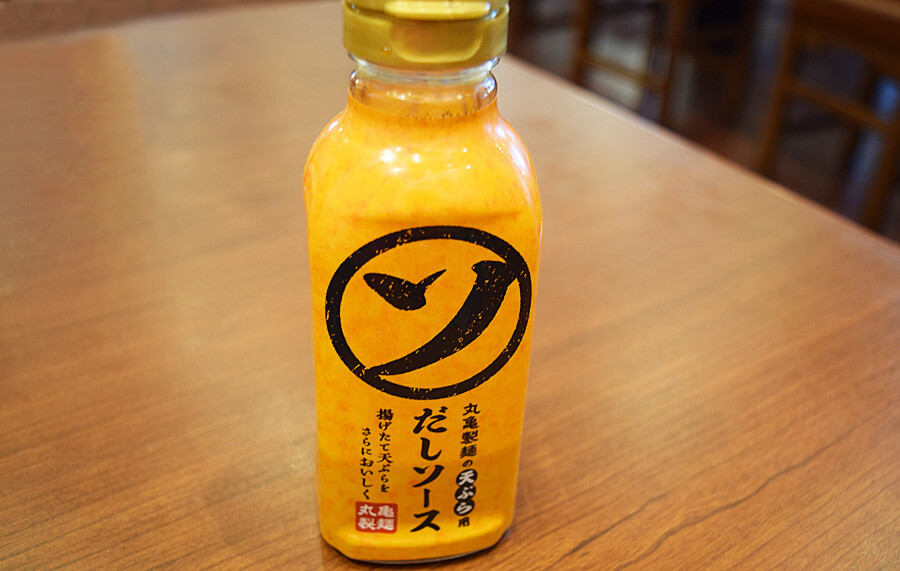 ソ
丸亀製麺の天ぷら用
だしソース
揚げたて天ぷらを
さらにおいしく
丸亀
製麺